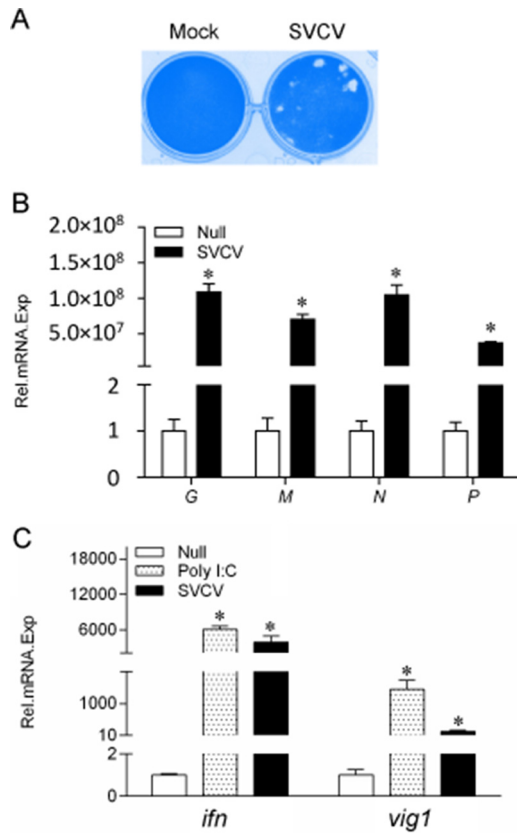 A
Mock SVCV
B
2.0×10⁸
1.5×10⁸
1.0×10⁸
5.0×10⁷
2
1
0
Rel.mRNA.Exp
Null
SVCV
* * * *
G M N P
C
18000
12000
6000
1000
10
2
0
Rel.mRNA.Exp
Null
Poly I:C
SVCV
* * * *
ifn vig1